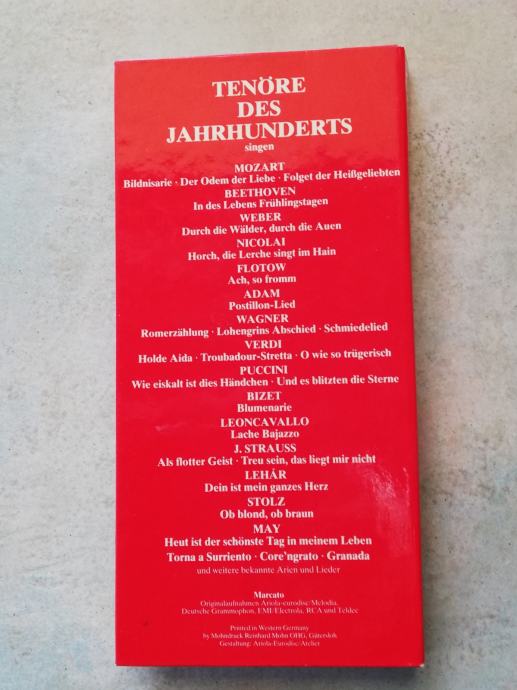 TENÖRE
DES
JAHRHUNDERTS
singen
MOZART
Bildnisarie · Der Odem der Liebe · Folget der Heißgeliebten
BEETHOVEN
In des Lebens Frühlingstagen
WEBER
Durch die Wälder, durch die Auen
NICOLAI
Horch, die Lerche singt im Hain
FLOTOW
Ach, so fromm
ADAM
Postillon-Lied
WAGNER
Romerzählung · Lohengrins Abschied · Schmiedelied
VERDI
Holde Aida · Troubadour-Stretta · O wie so trügerisch
PUCCINI
Wie eiskalt ist dies Händchen · Und es blitzten die Sterne
BIZET
Blumenarie
LEONCAVALLO
Lache Bajazzo
J. STRAUSS
Als flotter Geist · Treu sein, das liegt mir nicht
LEHÁR
Dein ist mein ganzes Herz
STOLZ
Ob blond, ob braun
MAY
Heut ist der schönste Tag in meinem Leben
Torna a Surriento · Core'ngrato · Granada
und weitere bekannte Arien und Lieder
Marcato
Originalaufnahmen Ariola-eurodisc/Melodia,
Deutsche Grammophon, EMI/Electrola, RCA und Teldec
Printed in Western Germany
by Mohndruck Reinhard Mohn OHG, Gütersloh
Gestaltung: Ariola-Eurodisc/Atelier